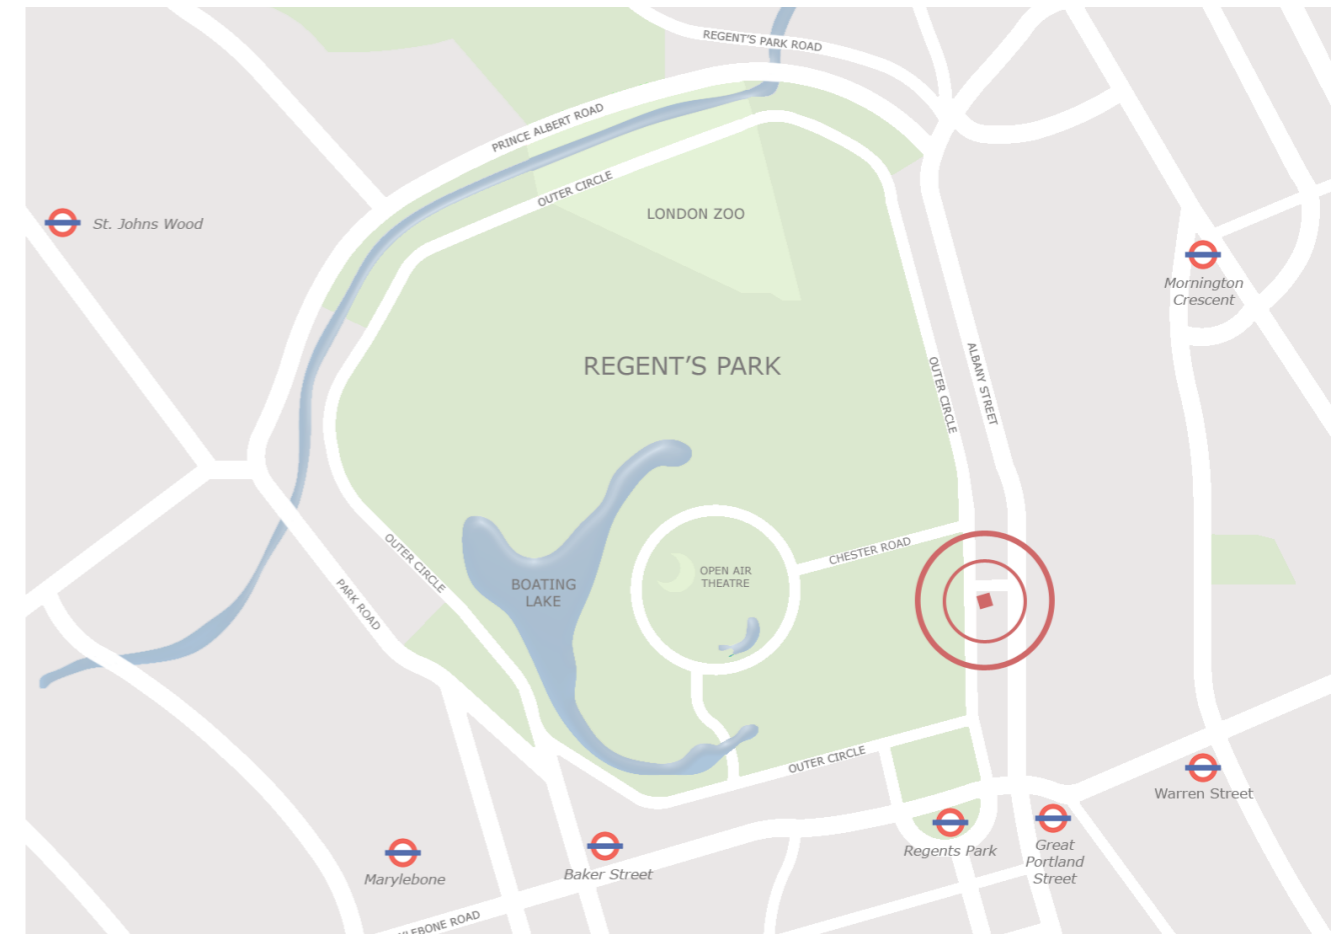 REGENT'S PARK ROAD
PRINCE ALBERT ROAD
OUTER CIRCLE
LONDON ZOO
St. Johns Wood
Mornington
Crescent
REGENT'S PARK
ALBANY STREET
OUTER CIRCLE
CHESTER ROAD
OUTER CIRCLE
OPEN AIR
THEATRE
BOATING
LAKE
PARK ROAD
OUTER CIRCLE
Warren Street
Regents Park
Great
Portland
Street
Baker Street
Marylebone
YLEBONE ROAD